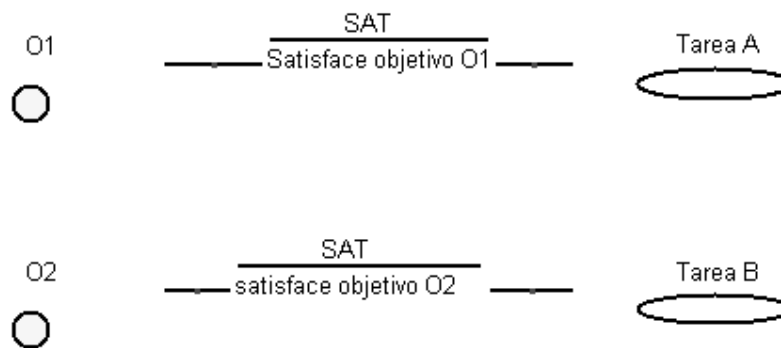 O1
SAT
Satisface objetivo O1
Tarea A
O2
SAT
satisface objetivo O2
Tarea B